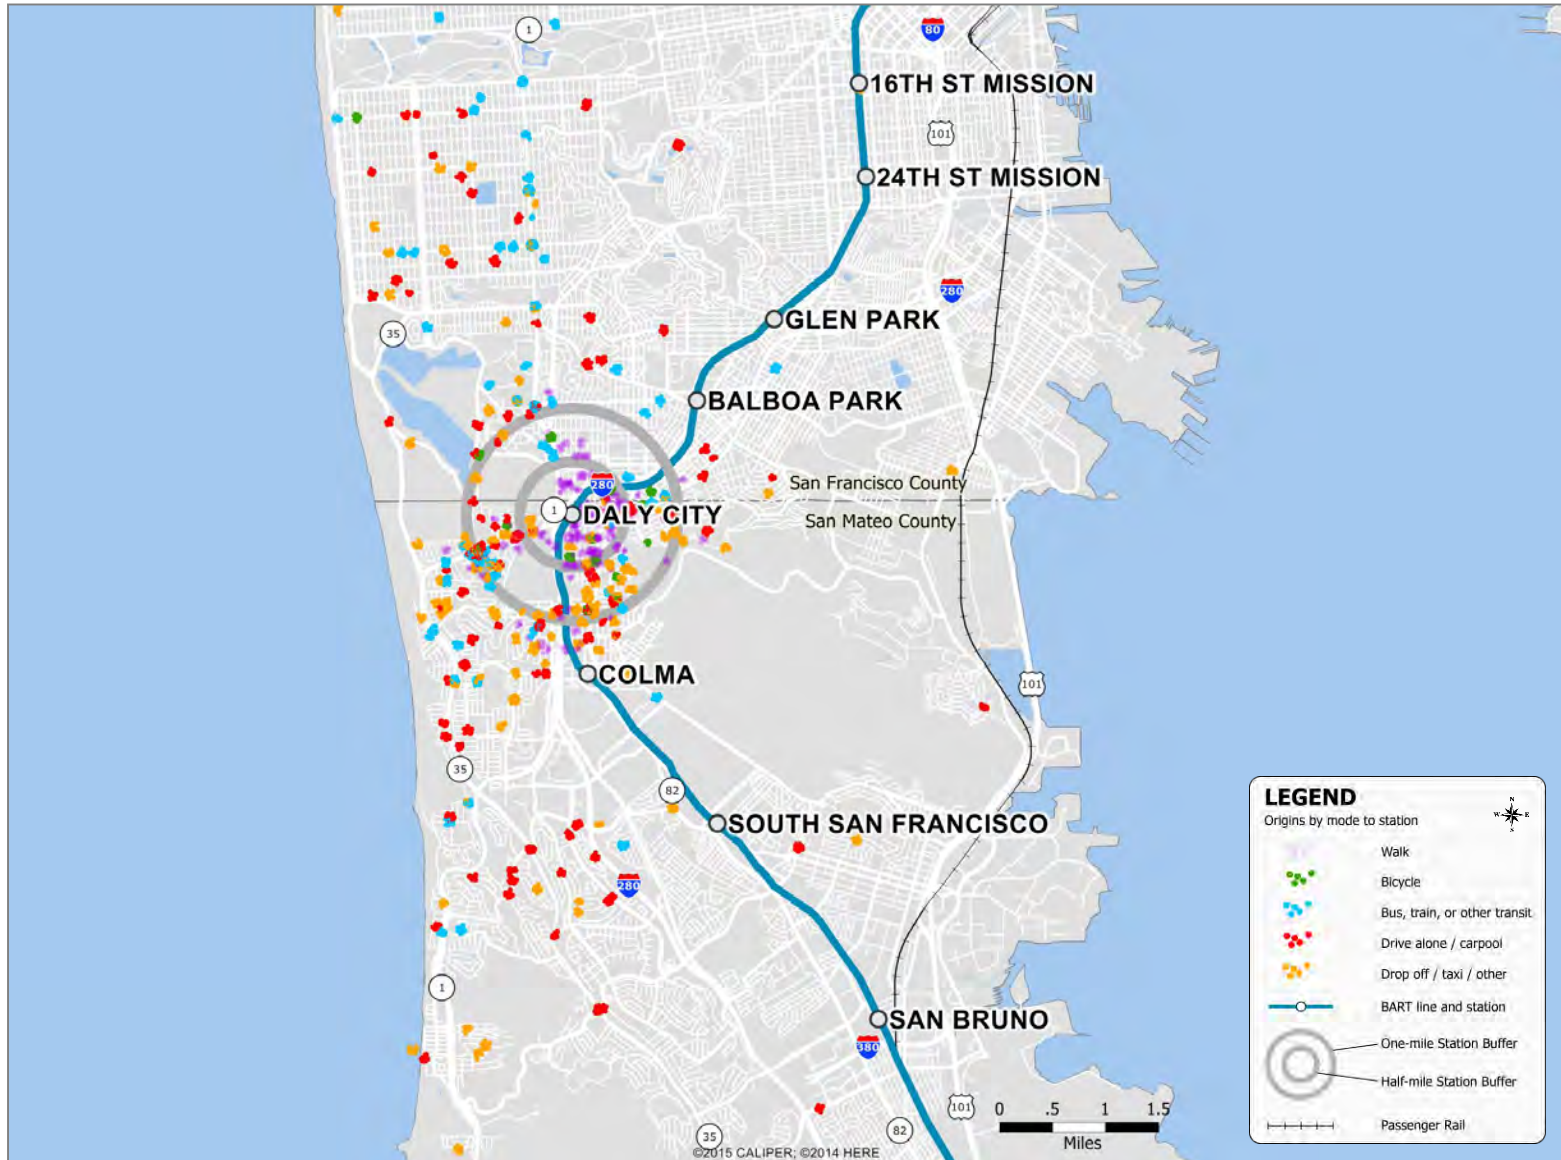 1
80
16TH ST MISSION
101
24TH ST MISSION
280
GLEN PARK
35
BALBOA PARK
San Francisco County
280
1
DALY CITY
San Mateo County
COLMA
101
35
82
SOUTH SAN FRANCISCO
280
1
SAN BRUNO
380
101
82
35
0 .5 1 1.5
Miles
©2015 CALIPER; ©2014 HERE
LEGEND
Origins by mode to station
N
W E
S
Walk
Bicycle
Bus, train, or other transit
Drive alone / carpool
Drop off / taxi / other
BART line and station
One-mile Station Buffer
Half-mile Station Buffer
Passenger Rail